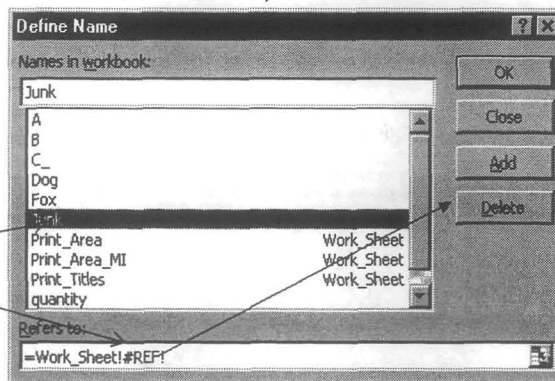 Define Name
Names in workbook:
Junk
OK
Close
Add
Delete
A
B
C_
Dog
Fox
Junk
Print_Area Work_Sheet
Print_Area_MI Work_Sheet
Print_Titles Work_Sheet
quantity
Refers to:
=Work_Sheet!#REF!